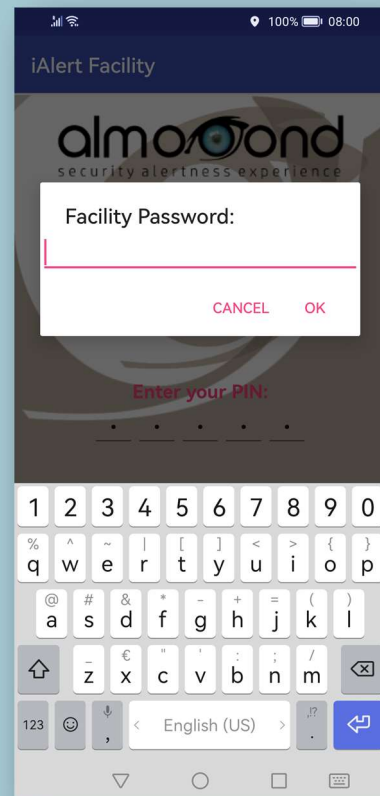 100% 08:00
iAlert Facility
almond
security alertness experience
Facility Password:
CANCEL OK
Enter your PIN:
1 2 3 4 5 6 7 8 9 0
% ^ ~ | [ ] < > { }
q w e r t y u i o p
@ # & * - + = ( )
a s d f g h j k l
_ € " ' : ; /
z x c v b n m
123 , < English (US) > ,!? .